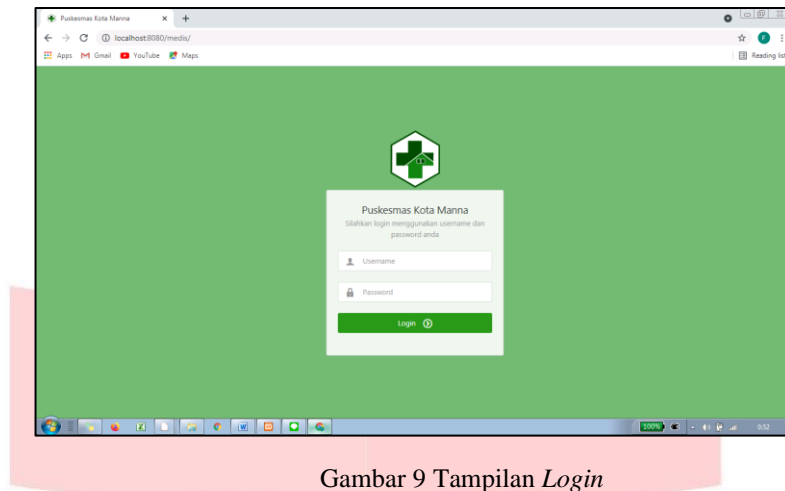 Puskesmas Kota Manna
localhost:8080/medis/
Apps Gmail YouTube Maps Reading list
Puskesmas Kota Manna
Silahkan login menggunakan username dan
password anda
Username
Password
Login
100% 0:52
Gambar 9 Tampilan Login